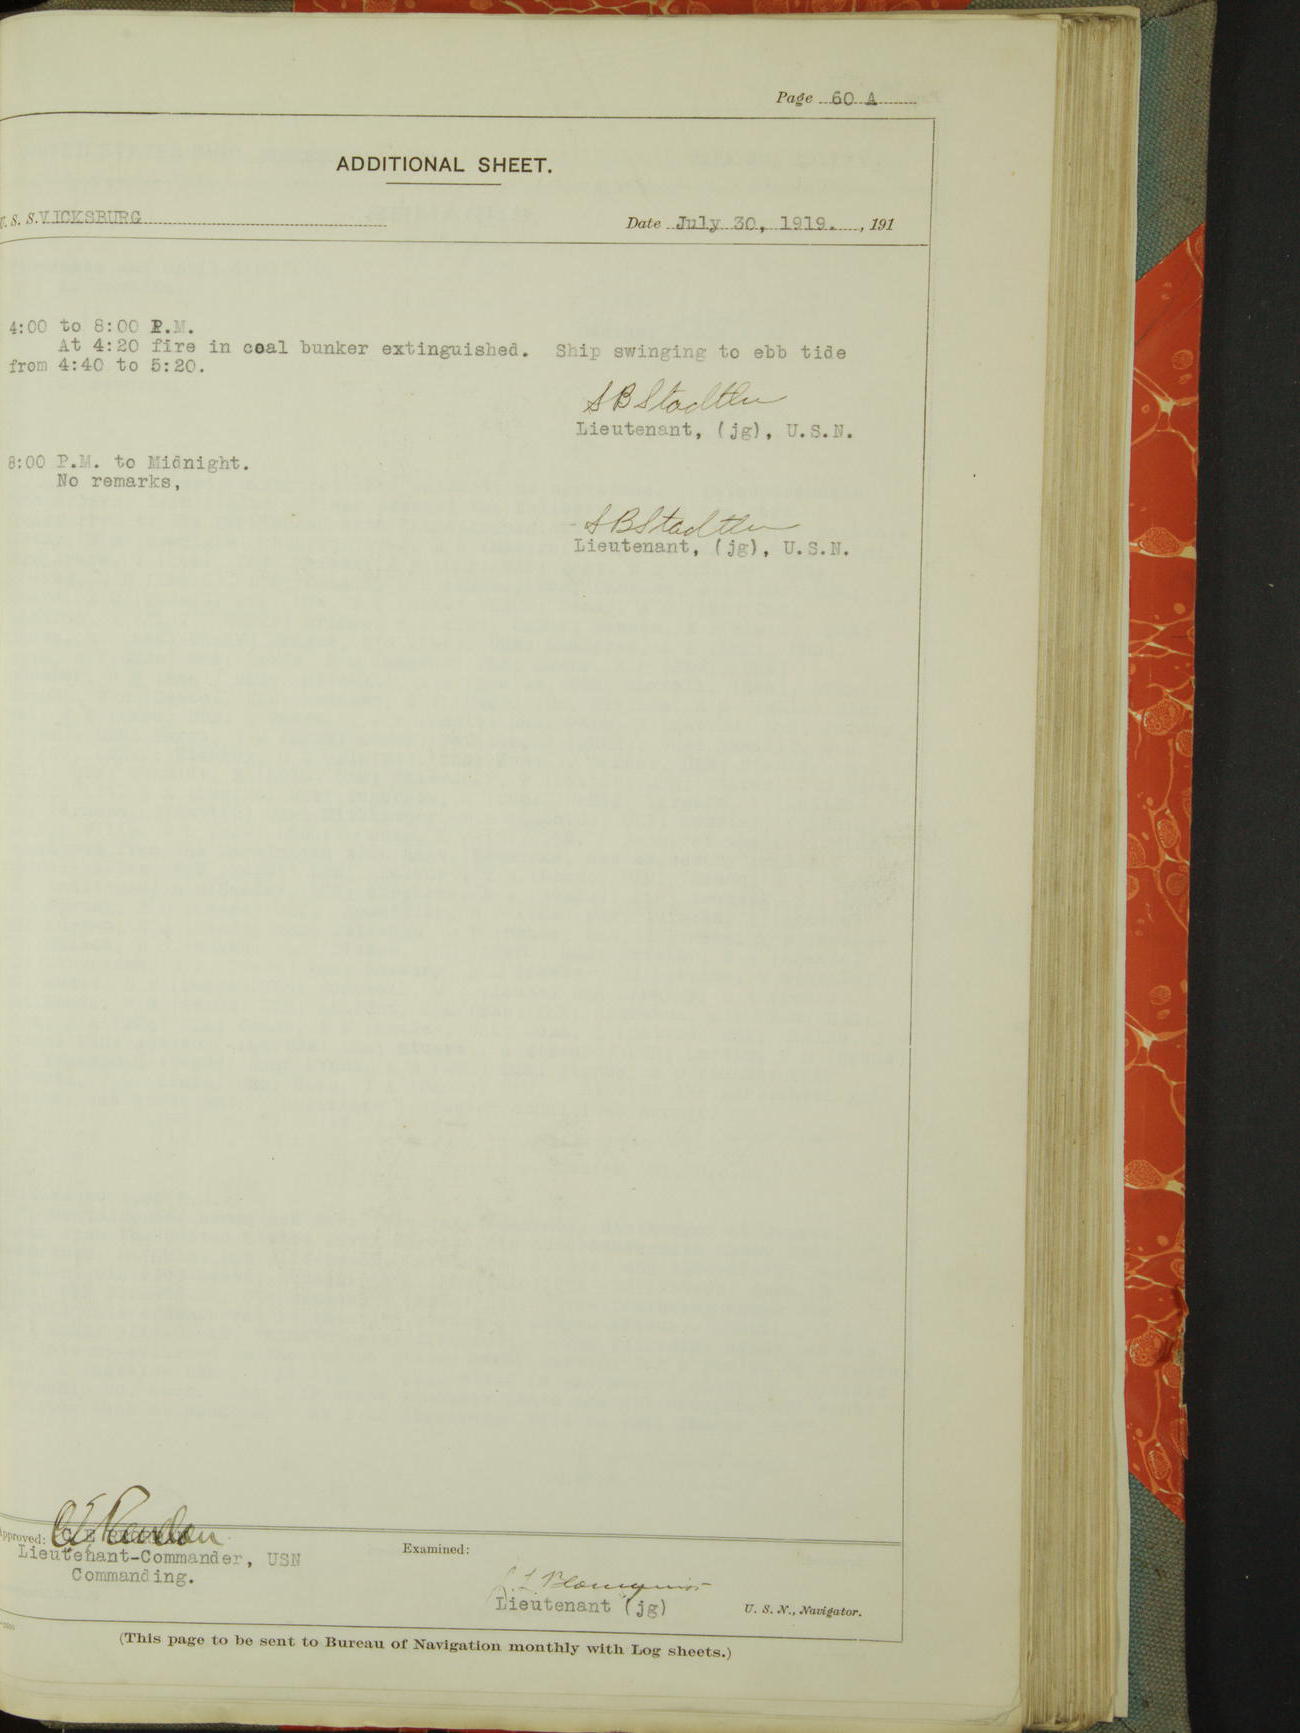 Page 60 A
ADDITIONAL SHEET.
U. S. S. VICKSBURG
Date July 30, 1919. , 191
4:00 to 8:00 P.M.
At 4:20 fire in coal bunker extinguished. Ship swinging to ebb tide
from 4:40 to 5:20.
S B Stadtler
Lieutenant, (jg), U.S.N.
8:00 P.M. to Midnight.
No remarks,
S B Stadtler
Lieutenant, (jg), U.S.N.
Approved:
Lieutenant-Commander, USN
Commanding.
Examined:
Lieutenant (jg)
U. S. N., Navigator.
(This page to be sent to Bureau of Navigation monthly with Log sheets.)